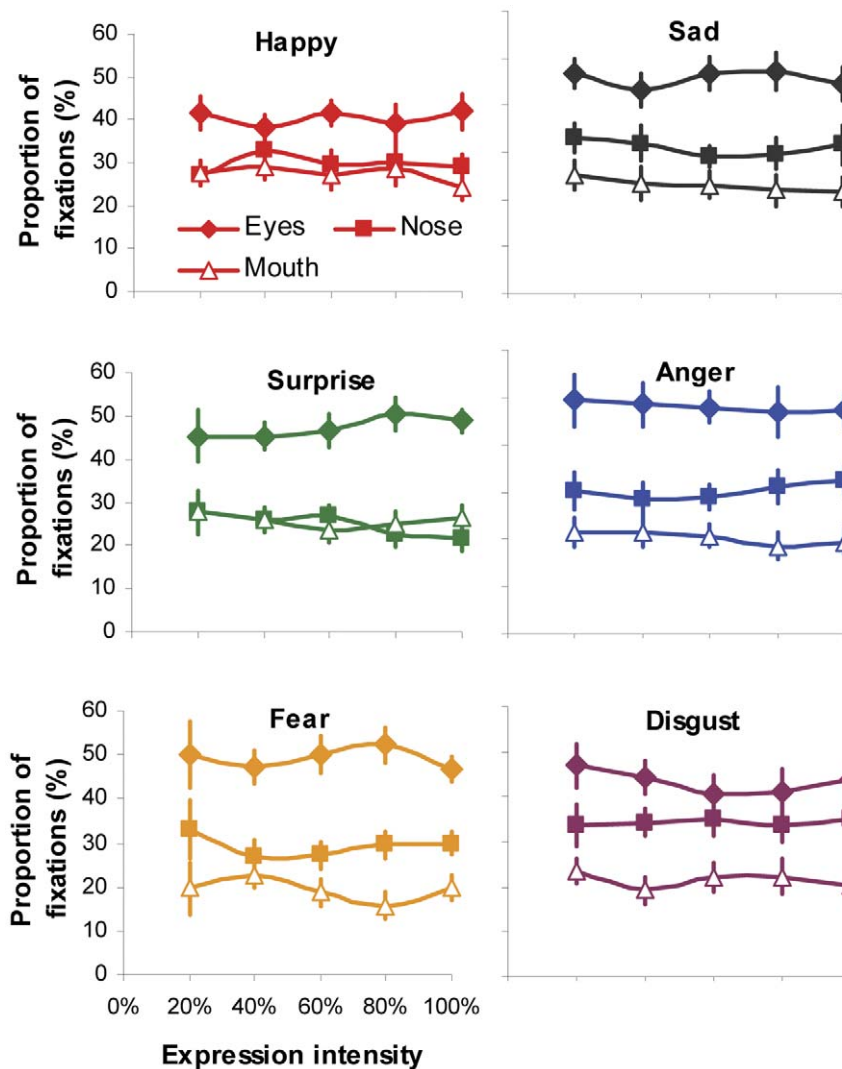 Happy
Sad
Proportion of
fixations (%)
60
50
40
30
20
10
0
Eyes
Nose
Mouth
Surprise
Anger
Proportion of
fixations (%)
60
50
40
30
20
10
0
Fear
Disgust
Proportion of
fixations (%)
60
50
40
30
20
10
0
0% 20% 40% 60% 80% 100%
Expression intensity